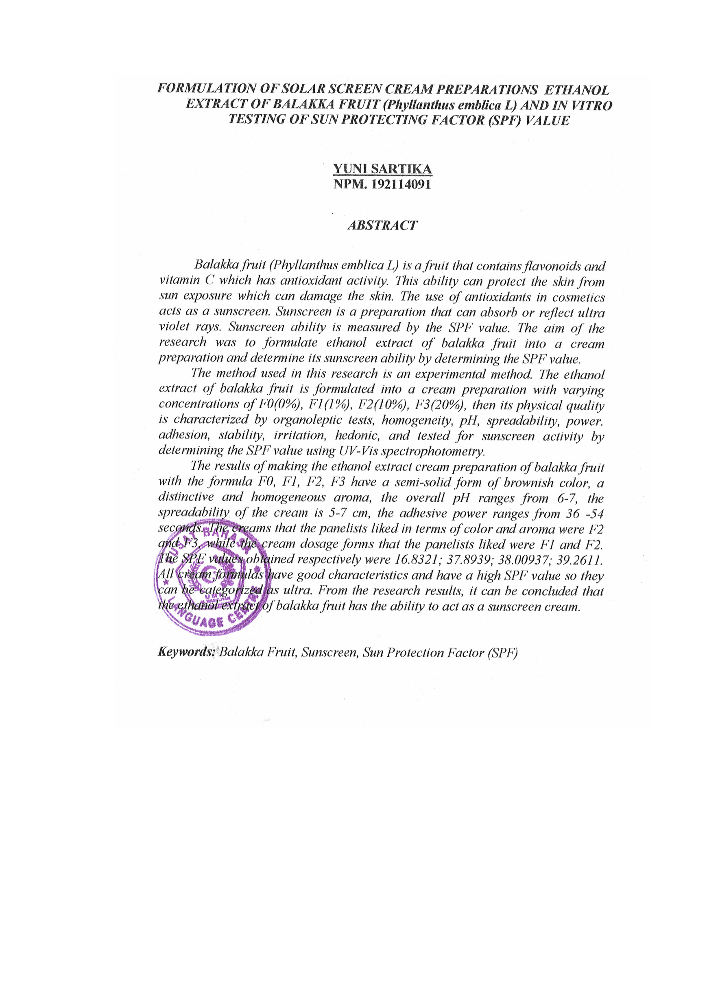 FORMULATION OF SOLAR SCREEN CREAM PREPARATIONS ETHANOL
EXTRACT OF BALAKKA FRUIT (Phyllanthus emblica L) AND IN VITRO
TESTING OF SUN PROTECTING FACTOR (SPF) VALUE
YUNI SARTIKA
NPM. 192114091
ABSTRACT
Balakka fruit (Phyllanthus emblica L) is a fruit that contains flavonoids and
vitamin C which has antioxidant activity. This ability can protect the skin from
sun exposure which can damage the skin. The use of antioxidants in cosmetics
acts as a sunscreen. Sunscreen is a preparation that can absorb or reflect ultra
violet rays. Sunscreen ability is measured by the SPF value. The aim of the
research was to formulate ethanol extract of balakka fruit into a cream
preparation and determine its sunscreen ability by determining the SPF value.
The method used in this research is an experimental method. The ethanol
extract of balakka fruit is formulated into a cream preparation with varying
concentrations of F0(0%), F1(1%), F2(10%), F3(20%), then its physical quality
is characterized by organoleptic tests, homogeneity, pH, spreadability, power.
adhesion, stability, irritation, hedonic, and tested for sunscreen activity by
determining the SPF value using UV-Vis spectrophotometry.
The results of making the ethanol extract cream preparation of balakka fruit
with the formula F0, F1, F2, F3 have a semi-solid form of brownish color, a
distinctive and homogeneous aroma, the overall pH ranges from 6-7, the
spreadability of the cream is 5-7 cm, the adhesive power ranges from 36 -54
seconds. The creams that the panelists liked in terms of color and aroma were F2
and F3, while the cream dosage forms that the panelists liked were F1 and F2.
The SPF values obtained respectively were 16.8321; 37.8939; 38.00937; 39.2611.
All cream formulas have good characteristics and have a high SPF value so they
can be categorized as ultra. From the research results, it can be concluded that
the ethanol extract of balakka fruit has the ability to act as a sunscreen cream.
PUSAT BAHASA
LANGUAGE CENTRE
Keywords: Balakka Fruit, Sunscreen, Sun Protection Factor (SPF)